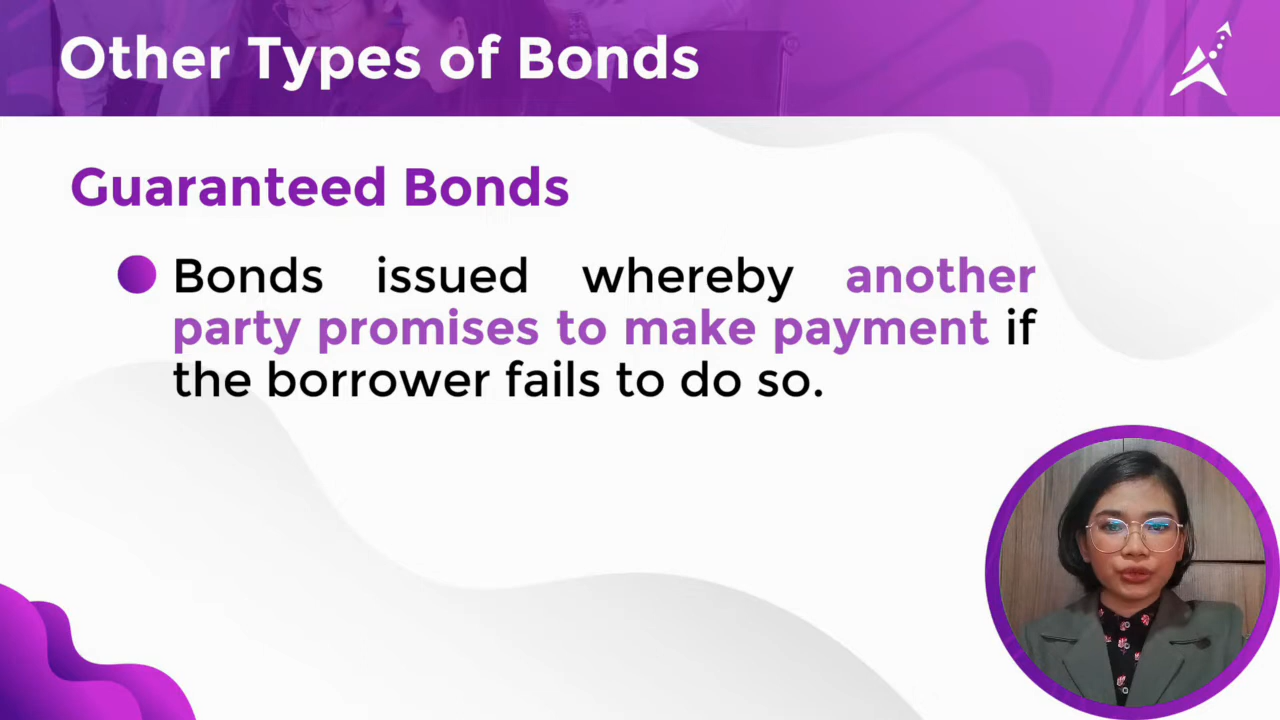 Other Types of Bonds
Guaranteed Bonds
Bonds issued whereby another
party promises to make payment if
the borrower fails to do so.